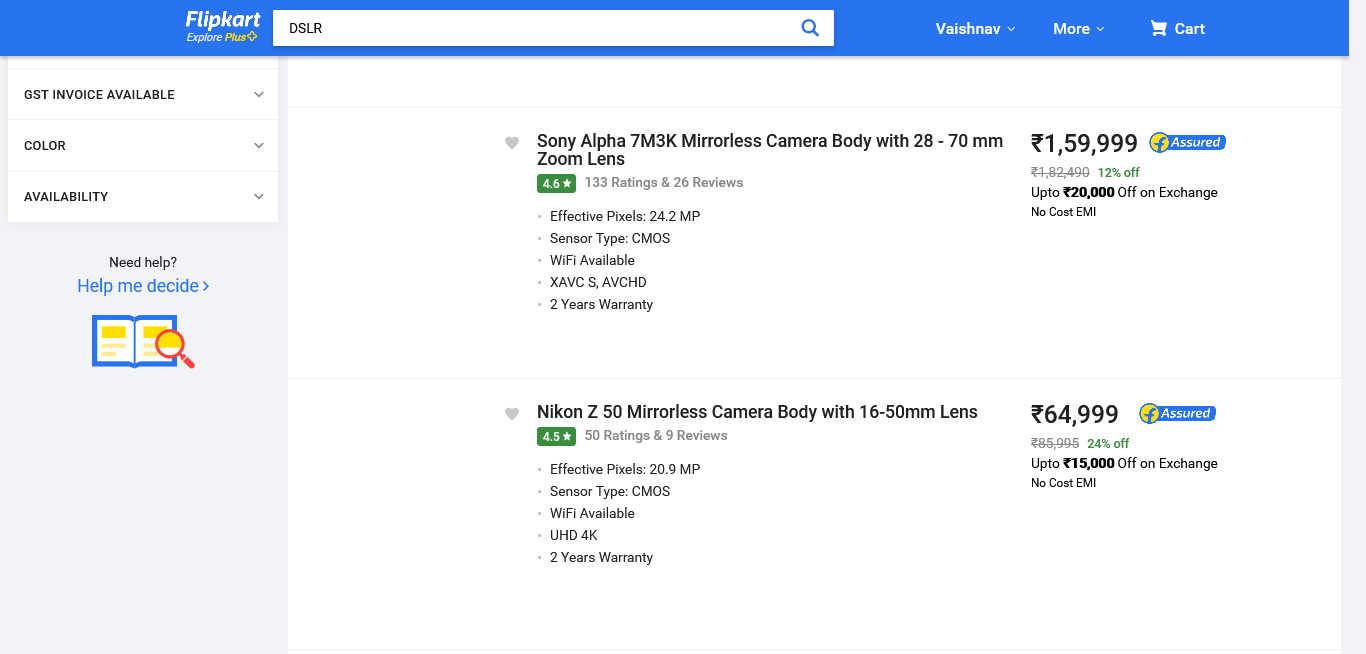 Flipkart
Explore Plus
DSLR
Vaishnav
More
Cart
GST INVOICE AVAILABLE
COLOR
AVAILABILITY
Need help?
Help me decide
Sony Alpha 7M3K Mirrorless Camera Body with 28 - 70 mm
Zoom Lens
4.6 ★ 133 Ratings & 26 Reviews
• Effective Pixels: 24.2 MP
• Sensor Type: CMOS
• WiFi Available
• XAVC S, AVCHD
• 2 Years Warranty
₹1,59,999 f Assured
₹1,82,490 12% off
Upto ₹20,000 Off on Exchange
No Cost EMI
Nikon Z 50 Mirrorless Camera Body with 16-50mm Lens
4.5 ★ 50 Ratings & 9 Reviews
• Effective Pixels: 20.9 MP
• Sensor Type: CMOS
• WiFi Available
• UHD 4K
• 2 Years Warranty
₹64,999 f Assured
₹85,995 24% off
Upto ₹15,000 Off on Exchange
No Cost EMI